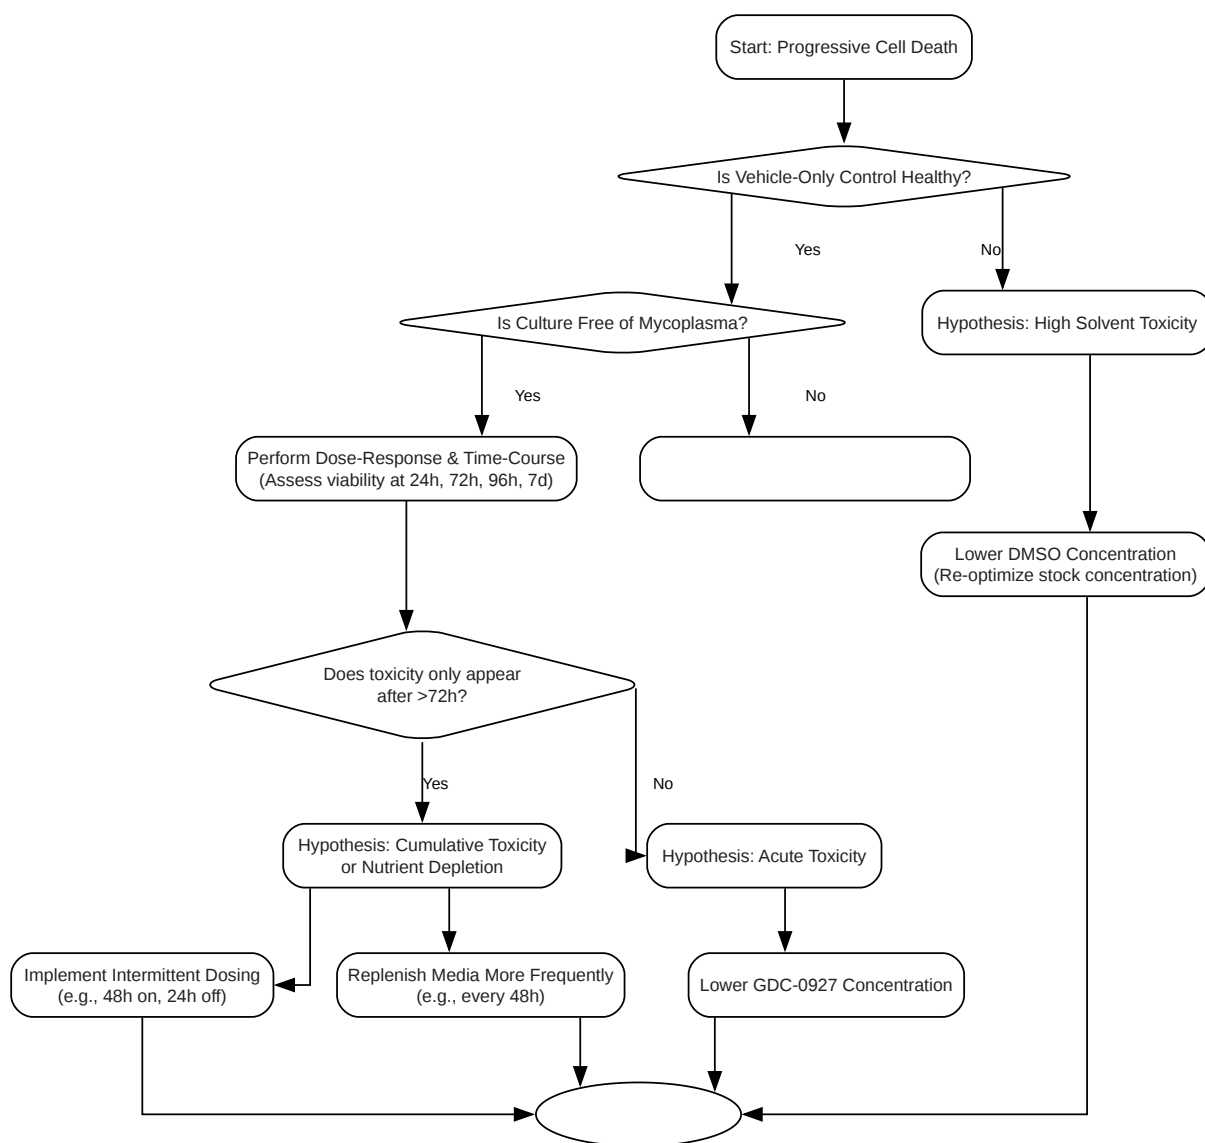 Start: Progressive Cell Death
Is Vehicle-Only Control Healthy?
Yes
No
Is Culture Free of Mycoplasma?
Hypothesis: High Solvent Toxicity
Yes
No
Perform Dose-Response & Time-Course
(Assess viability at 24h, 72h, 96h, 7d)
Lower DMSO Concentration
(Re-optimize stock concentration)
Does toxicity only appear
after >72h?
Yes
No
Hypothesis: Cumulative Toxicity
or Nutrient Depletion
Hypothesis: Acute Toxicity
Implement Intermittent Dosing
(e.g., 48h on, 24h off)
Replenish Media More Frequently
(e.g., every 48h)
Lower GDC-0927 Concentration